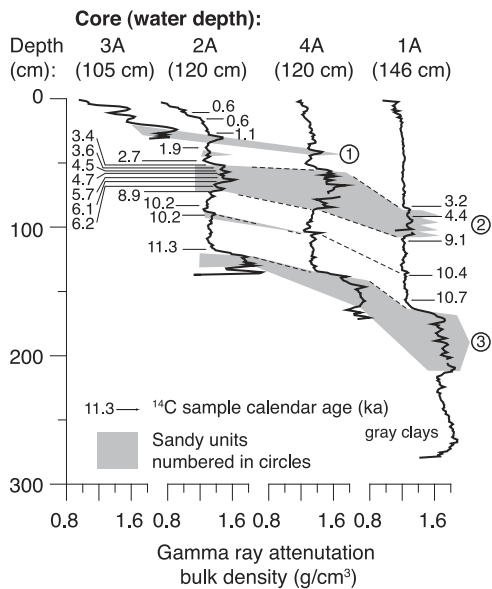 Core (water depth):
Depth 3A 2A 4A 1A
(cm): (105 cm) (120 cm) (120 cm) (146 cm)
0
0.6
0.6
1.1
3.4
1.9
3.6
2.7
4.5
4.7
5.7
8.9
6.1
10.2
6.2
10.2
11.3
1
3.2
4.4
2
9.1
10.4
10.7
3
100
200
300
11.3 ¹⁴C sample calendar age (ka)
Sandy units
numbered in circles
gray clays
0.8 1.6 0.8 1.6 0.8 1.6 0.8 1.6
Gamma ray attenutation
bulk density (g/cm³)